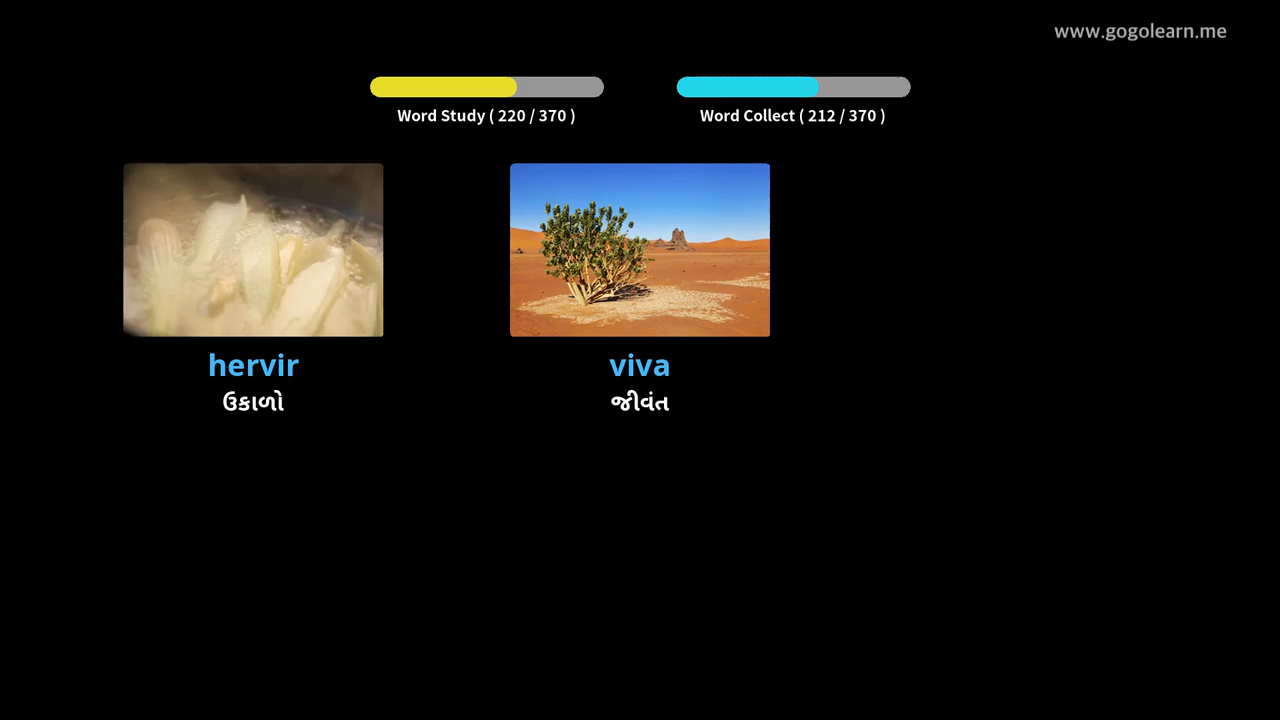 www.gogolearn.me
Word Study ( 220 / 370 )
Word Collect ( 212 / 370 )
hervir
ઉકાળો
viva
જીવંત